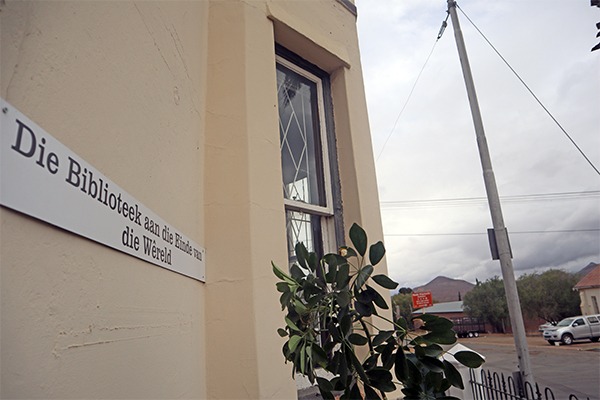 Die Biblioteek aan die Einde van
die Wêreld